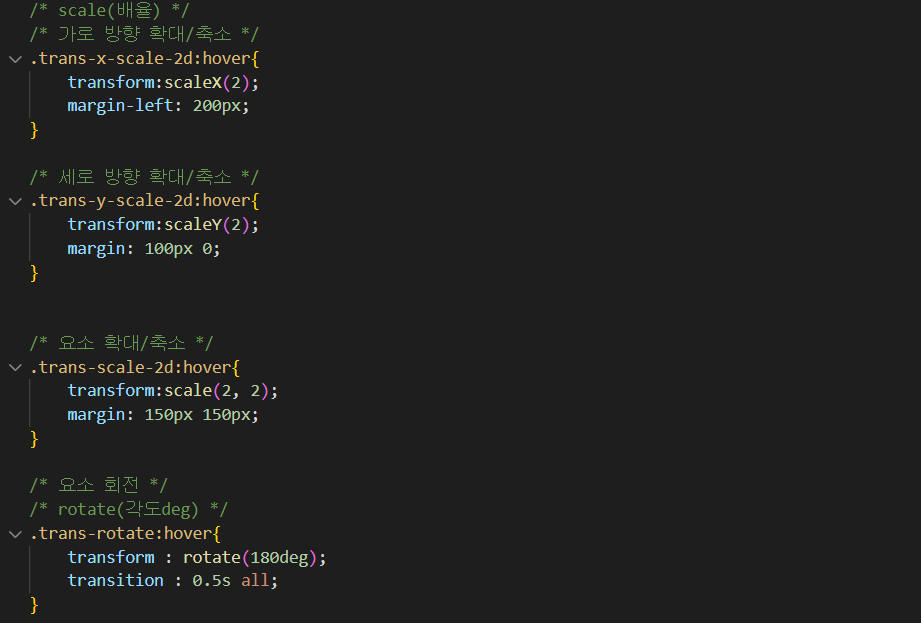 /* scale(배율) */
/* 가로 방향 확대/축소 */
.trans-x-scale-2d:hover{
transform:scaleX(2);
margin-left: 200px;
}
/* 세로 방향 확대/축소 */
.trans-y-scale-2d:hover{
transform:scaleY(2);
margin: 100px 0;
}
/* 요소 확대/축소 */
.trans-scale-2d:hover{
transform:scale(2, 2);
margin: 150px 150px;
}
/* 요소 회전 */
/* rotate(각도deg) */
.trans-rotate:hover{
transform : rotate(180deg);
transition : 0.5s all;
}